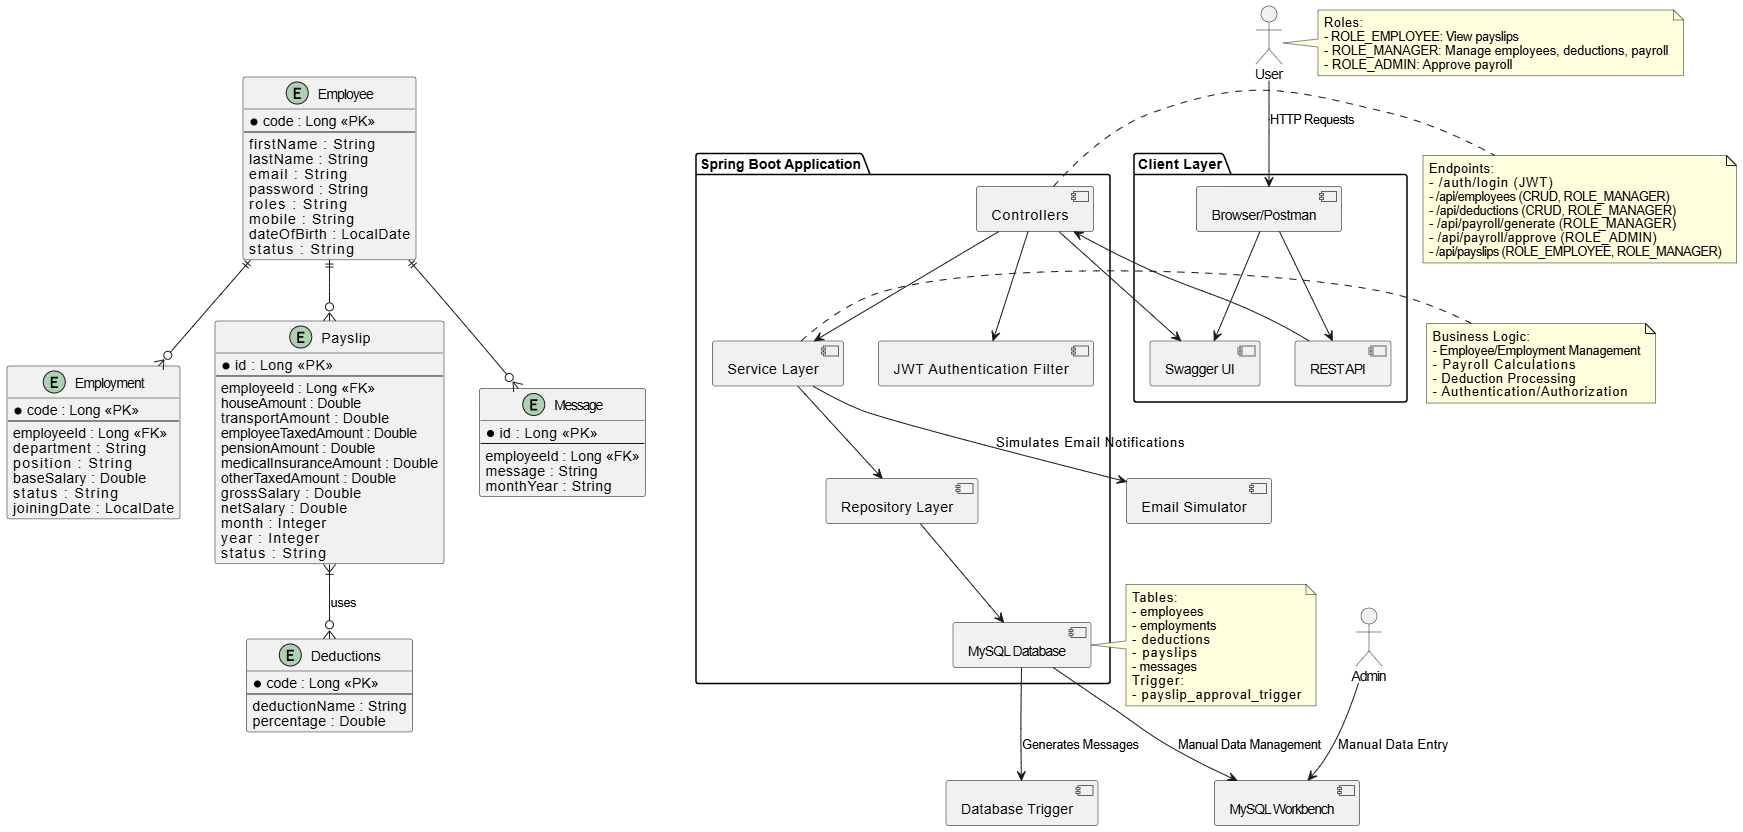 E Employee
code : Long «PK»
firstName : String
lastName : String
email : String
password : String
roles : String
mobile : String
dateOfBirth : LocalDate
status : String
E Employment
code : Long «PK»
employeeId : Long «FK»
department : String
position : String
baseSalary : Double
status : String
joiningDate : LocalDate
E Payslip
id : Long «PK»
employeeId : Long «FK»
houseAmount : Double
transportAmount : Double
employeeTaxedAmount : Double
pensionAmount : Double
medicalInsuranceAmount : Double
otherTaxedAmount : Double
grossSalary : Double
netSalary : Double
month : Integer
year : Integer
status : String
E Message
id : Long «PK»
employeeId : Long «FK»
message : String
monthYear : String
uses
E Deductions
code : Long «PK»
deductionName : String
percentage : Double
User
Roles:
- ROLE_EMPLOYEE: View payslips
- ROLE_MANAGER: Manage employees, deductions, payroll
- ROLE_ADMIN: Approve payroll
HTTP Requests
Spring Boot Application
Client Layer
Controllers
Browser/Postman
Endpoints:
- /auth/login (JWT)
- /api/employees (CRUD, ROLE_MANAGER)
- /api/deductions (CRUD, ROLE_MANAGER)
- /api/payroll/generate (ROLE_MANAGER)
- /api/payroll/approve (ROLE_ADMIN)
- /api/payslips (ROLE_EMPLOYEE, ROLE_MANAGER)
Service Layer
JWT Authentication Filter
Swagger UI
REST API
Business Logic:
- Employee/Employment Management
- Payroll Calculations
- Deduction Processing
- Authentication/Authorization
Simulates Email Notifications
Repository Layer
Email Simulator
MySQL Database
Tables:
- employees
- employments
- deductions
- payslips
- messages
Trigger:
- payslip_approval_trigger
Admin
Generates Messages
Manual Data Management
Manual Data Entry
Database Trigger
MySQL Workbench